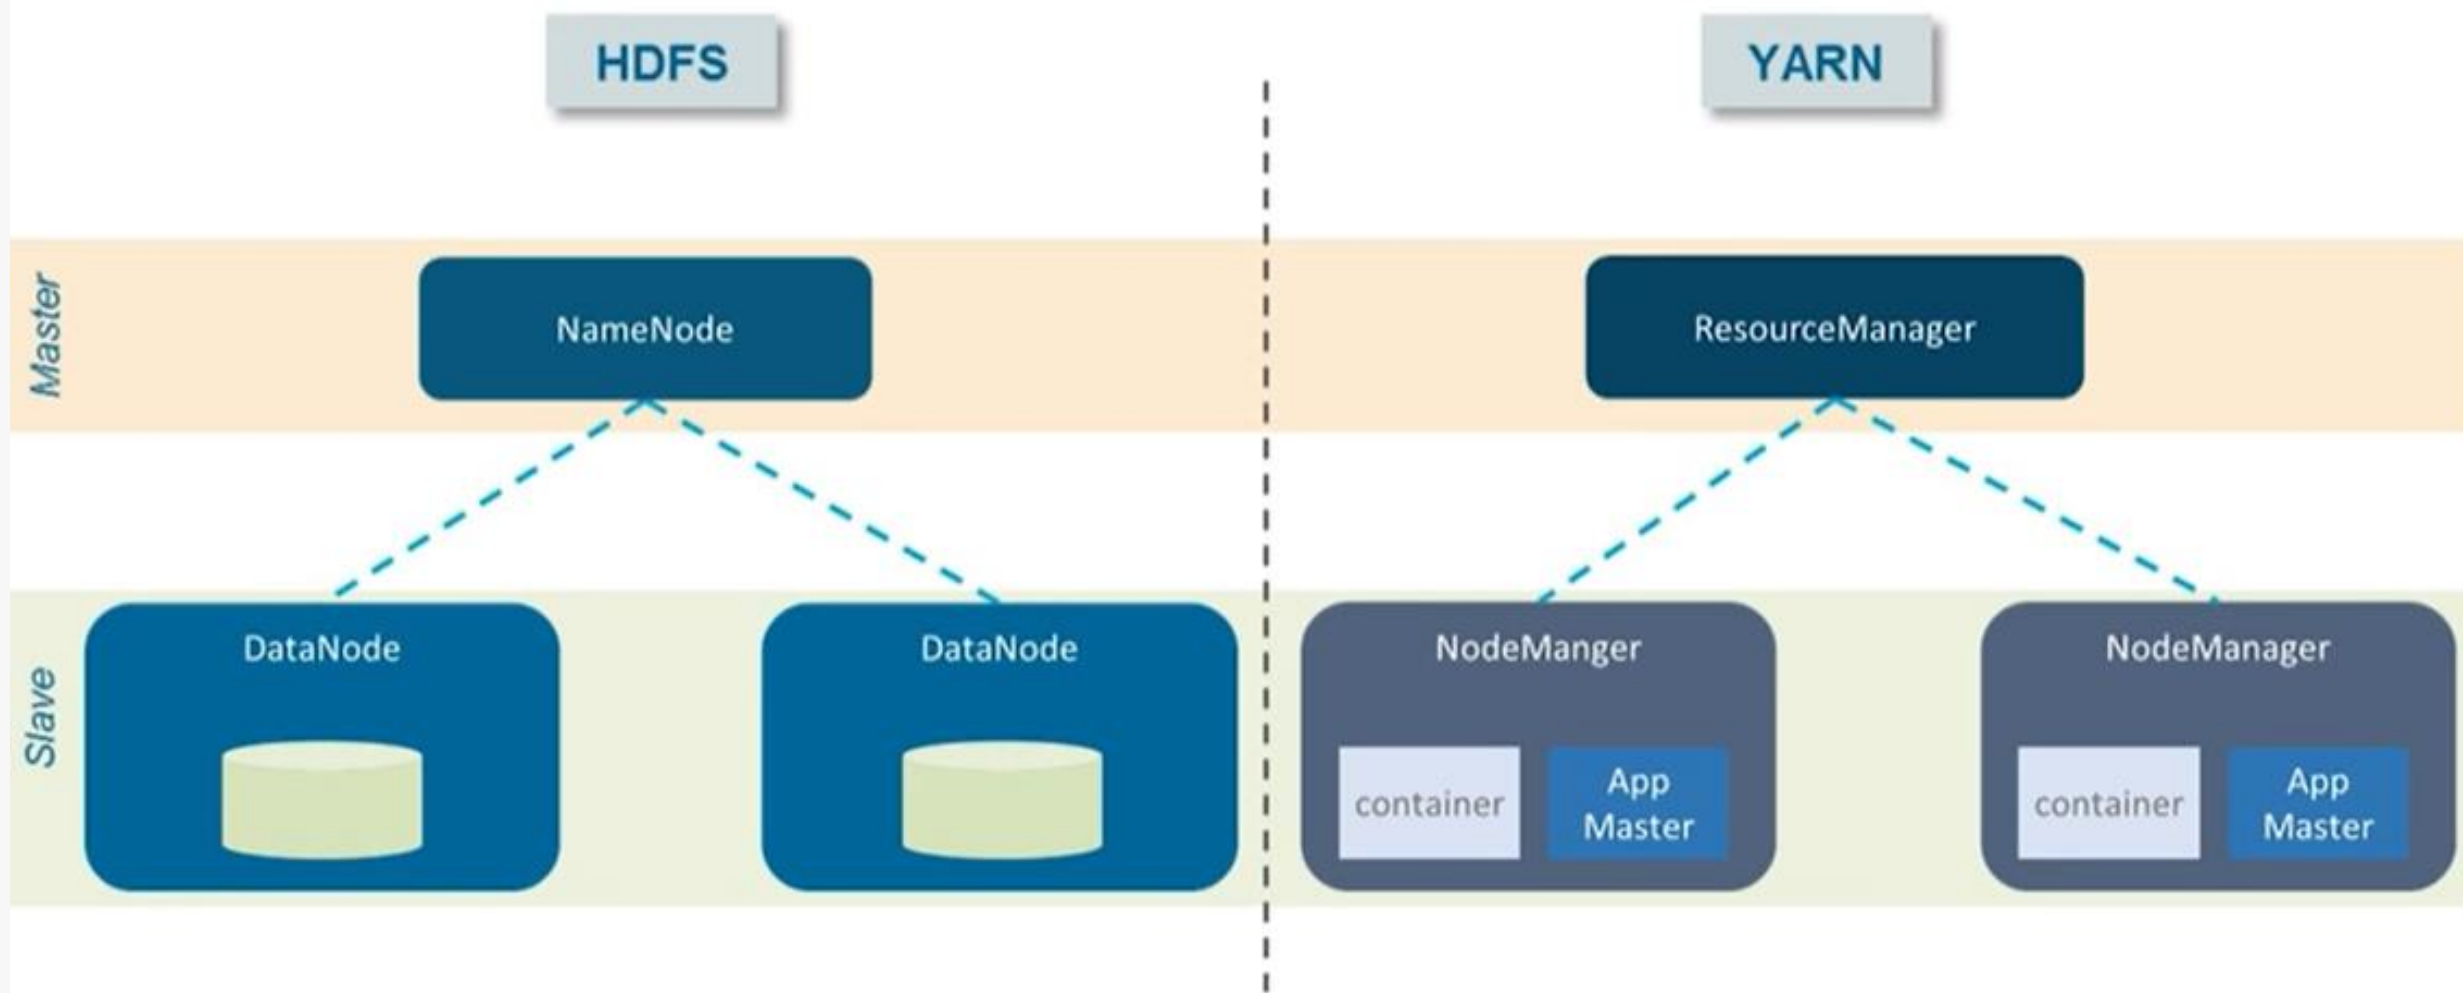 HDFS
YARN
Master
NameNode
ResourceManager
Slave
DataNode
DataNode
NodeManger
NodeManager
container
App
Master
container
App
Master